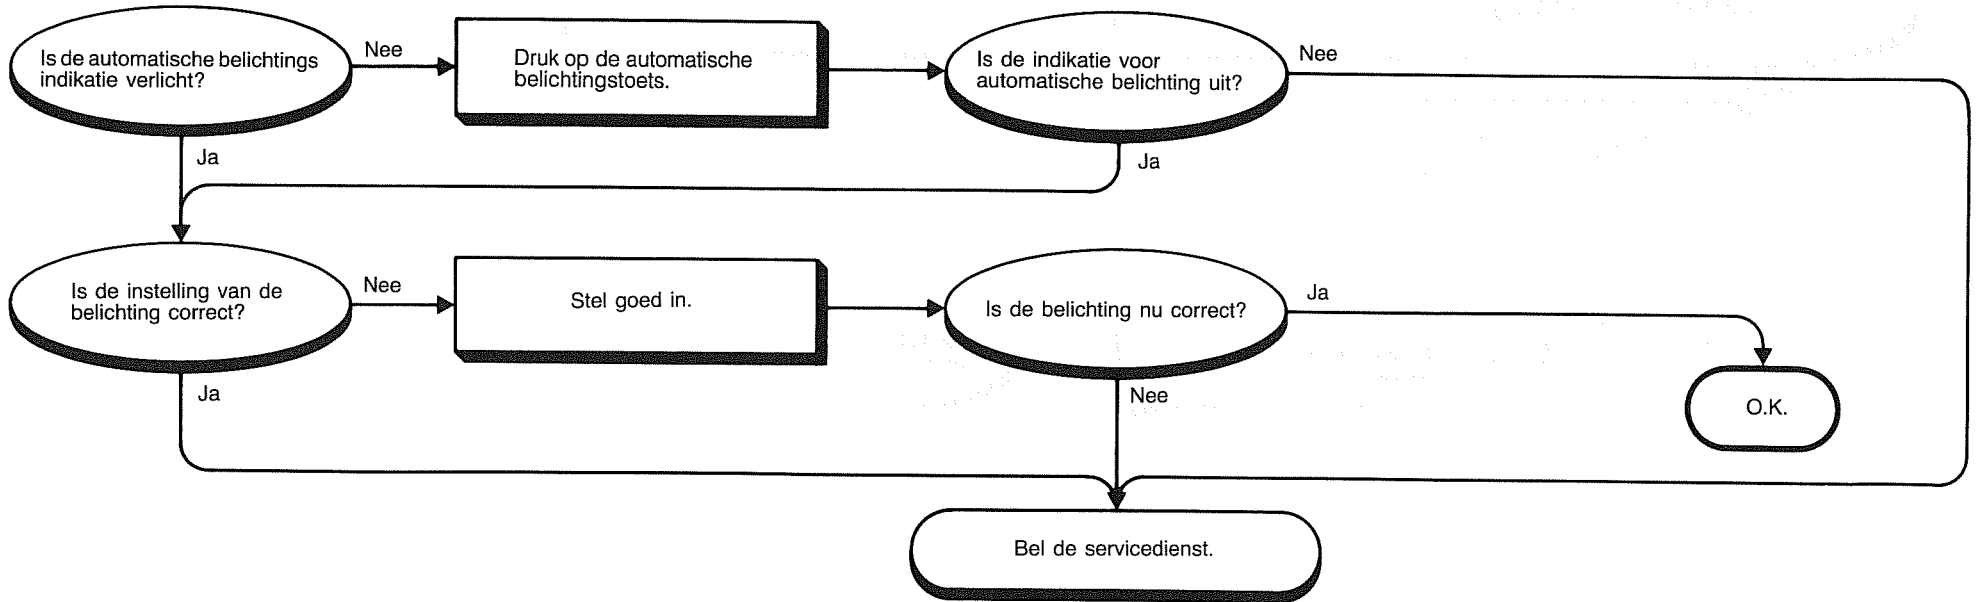 Is de automatische belichtings
indikatie verlicht?
Nee
Druk op de automatische
belichtingstoets.
Is de indikatie voor
automatische belichting uit?
Nee
Ja
Ja
Is de instelling van de
belichting correct?
Nee
Stel goed in.
Is de belichting nu correct?
Ja
Ja
Nee
O.K.
Bel de servicedienst.